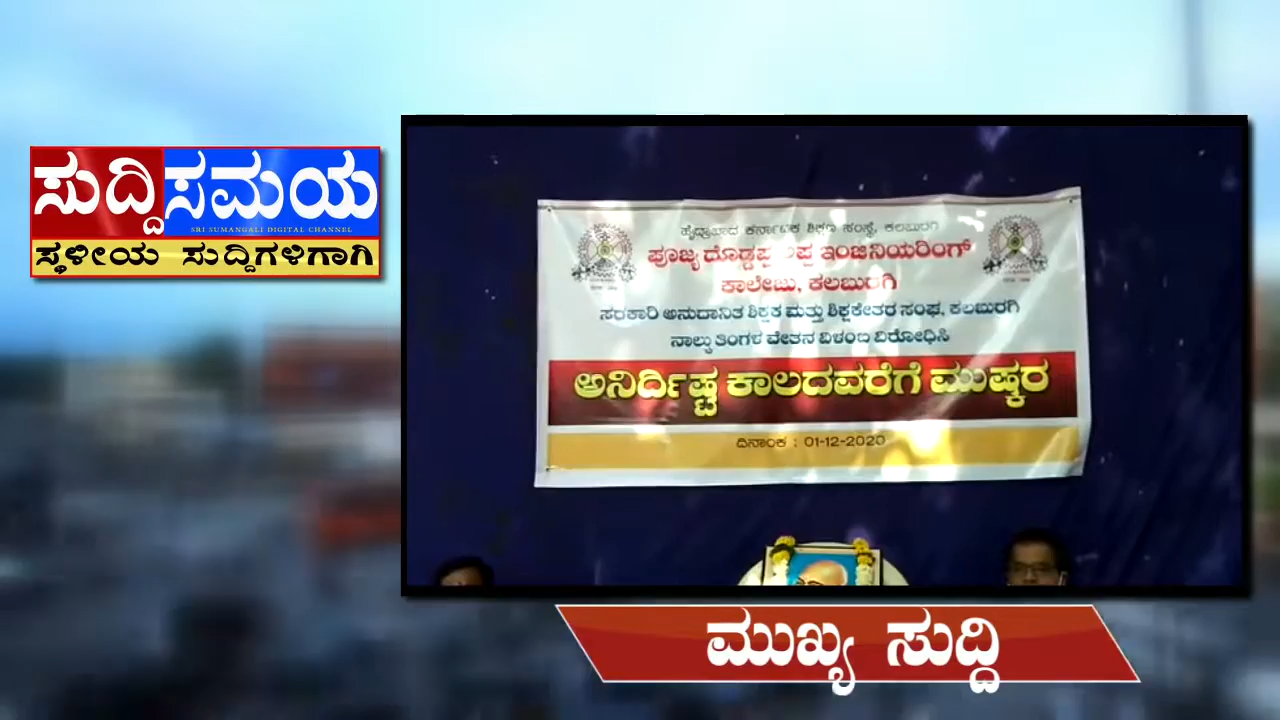 ಸುದ್ದಿ ಸಮಯ
SRI SUMANGALI DIGITAL CHANNEL
ಸ್ಥಳೀಯ ಸುದ್ದಿಗಳಿಗಾಗಿ
ಹೈದ್ರಾಬಾದ ಕರ್ನಾಟಕ ಶಿಕ್ಷಣ ಸಂಸ್ಥೆ, ಕಲಬುರಗಿ
ಪೂಜ್ಯ ದೊಡ್ಡಪ್ಪ ಅಪ್ಪ ಇಂಜಿನಿಯರಿಂಗ್
ಕಾಲೇಜು, ಕಲಬುರಗಿ
ಸರಕಾರಿ ಅನುದಾನಿತ ಶಿಕ್ಷಕ ಮತ್ತು ಶಿಕ್ಷಕೇತರ ಸಂಘ, ಕಲಬುರಗಿ
ನಾಲ್ಕು ತಿಂಗಳ ವೇತನ ವಿಳಂಬ ವಿರೋಧಿಸಿ
ಅನಿರ್ದಿಷ್ಟ ಕಾಲದವರೆಗೆ ಮುಷ್ಕರ
ದಿನಾಂಕ : 01-12-2020
ಮುಖ್ಯ ಸುದ್ದಿ